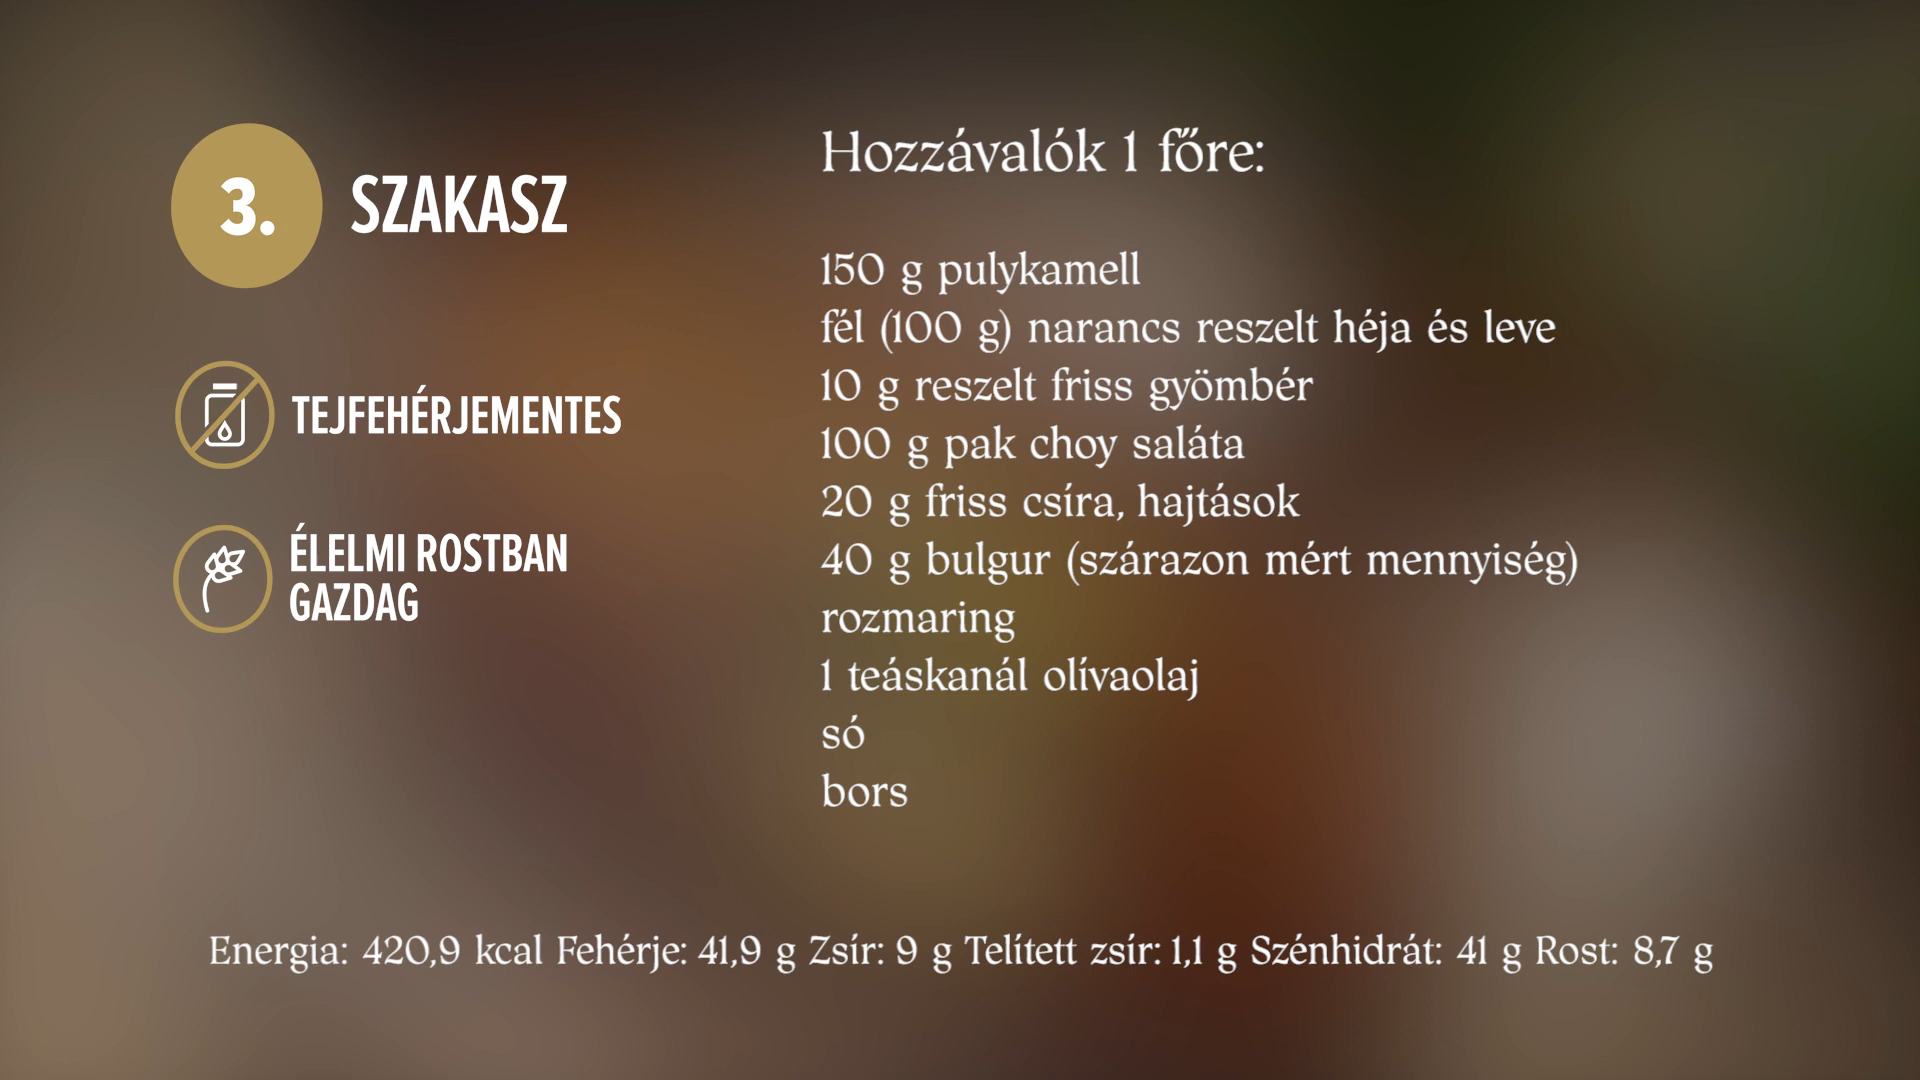 3. SZAKASZ
TEJFEHÉRJEMENTES
ÉLELMI ROSTBAN
GAZDAG
Hozzávalók 1 főre:
150 g pulykamell
fél (100 g) narancs reszelt héja és leve
10 g reszelt friss gyömbér
100 g pak choy saláta
20 g friss csíra, hajtások
40 g bulgur (szárazon mért mennyiség)
rozmaring
1 teáskanál olívaolaj
só
bors
Energia: 420,9 kcal Fehérje: 41,9 g Zsír: 9 g Telített zsír: 1,1 g Szénhidrát: 41 g Rost: 8,7 g